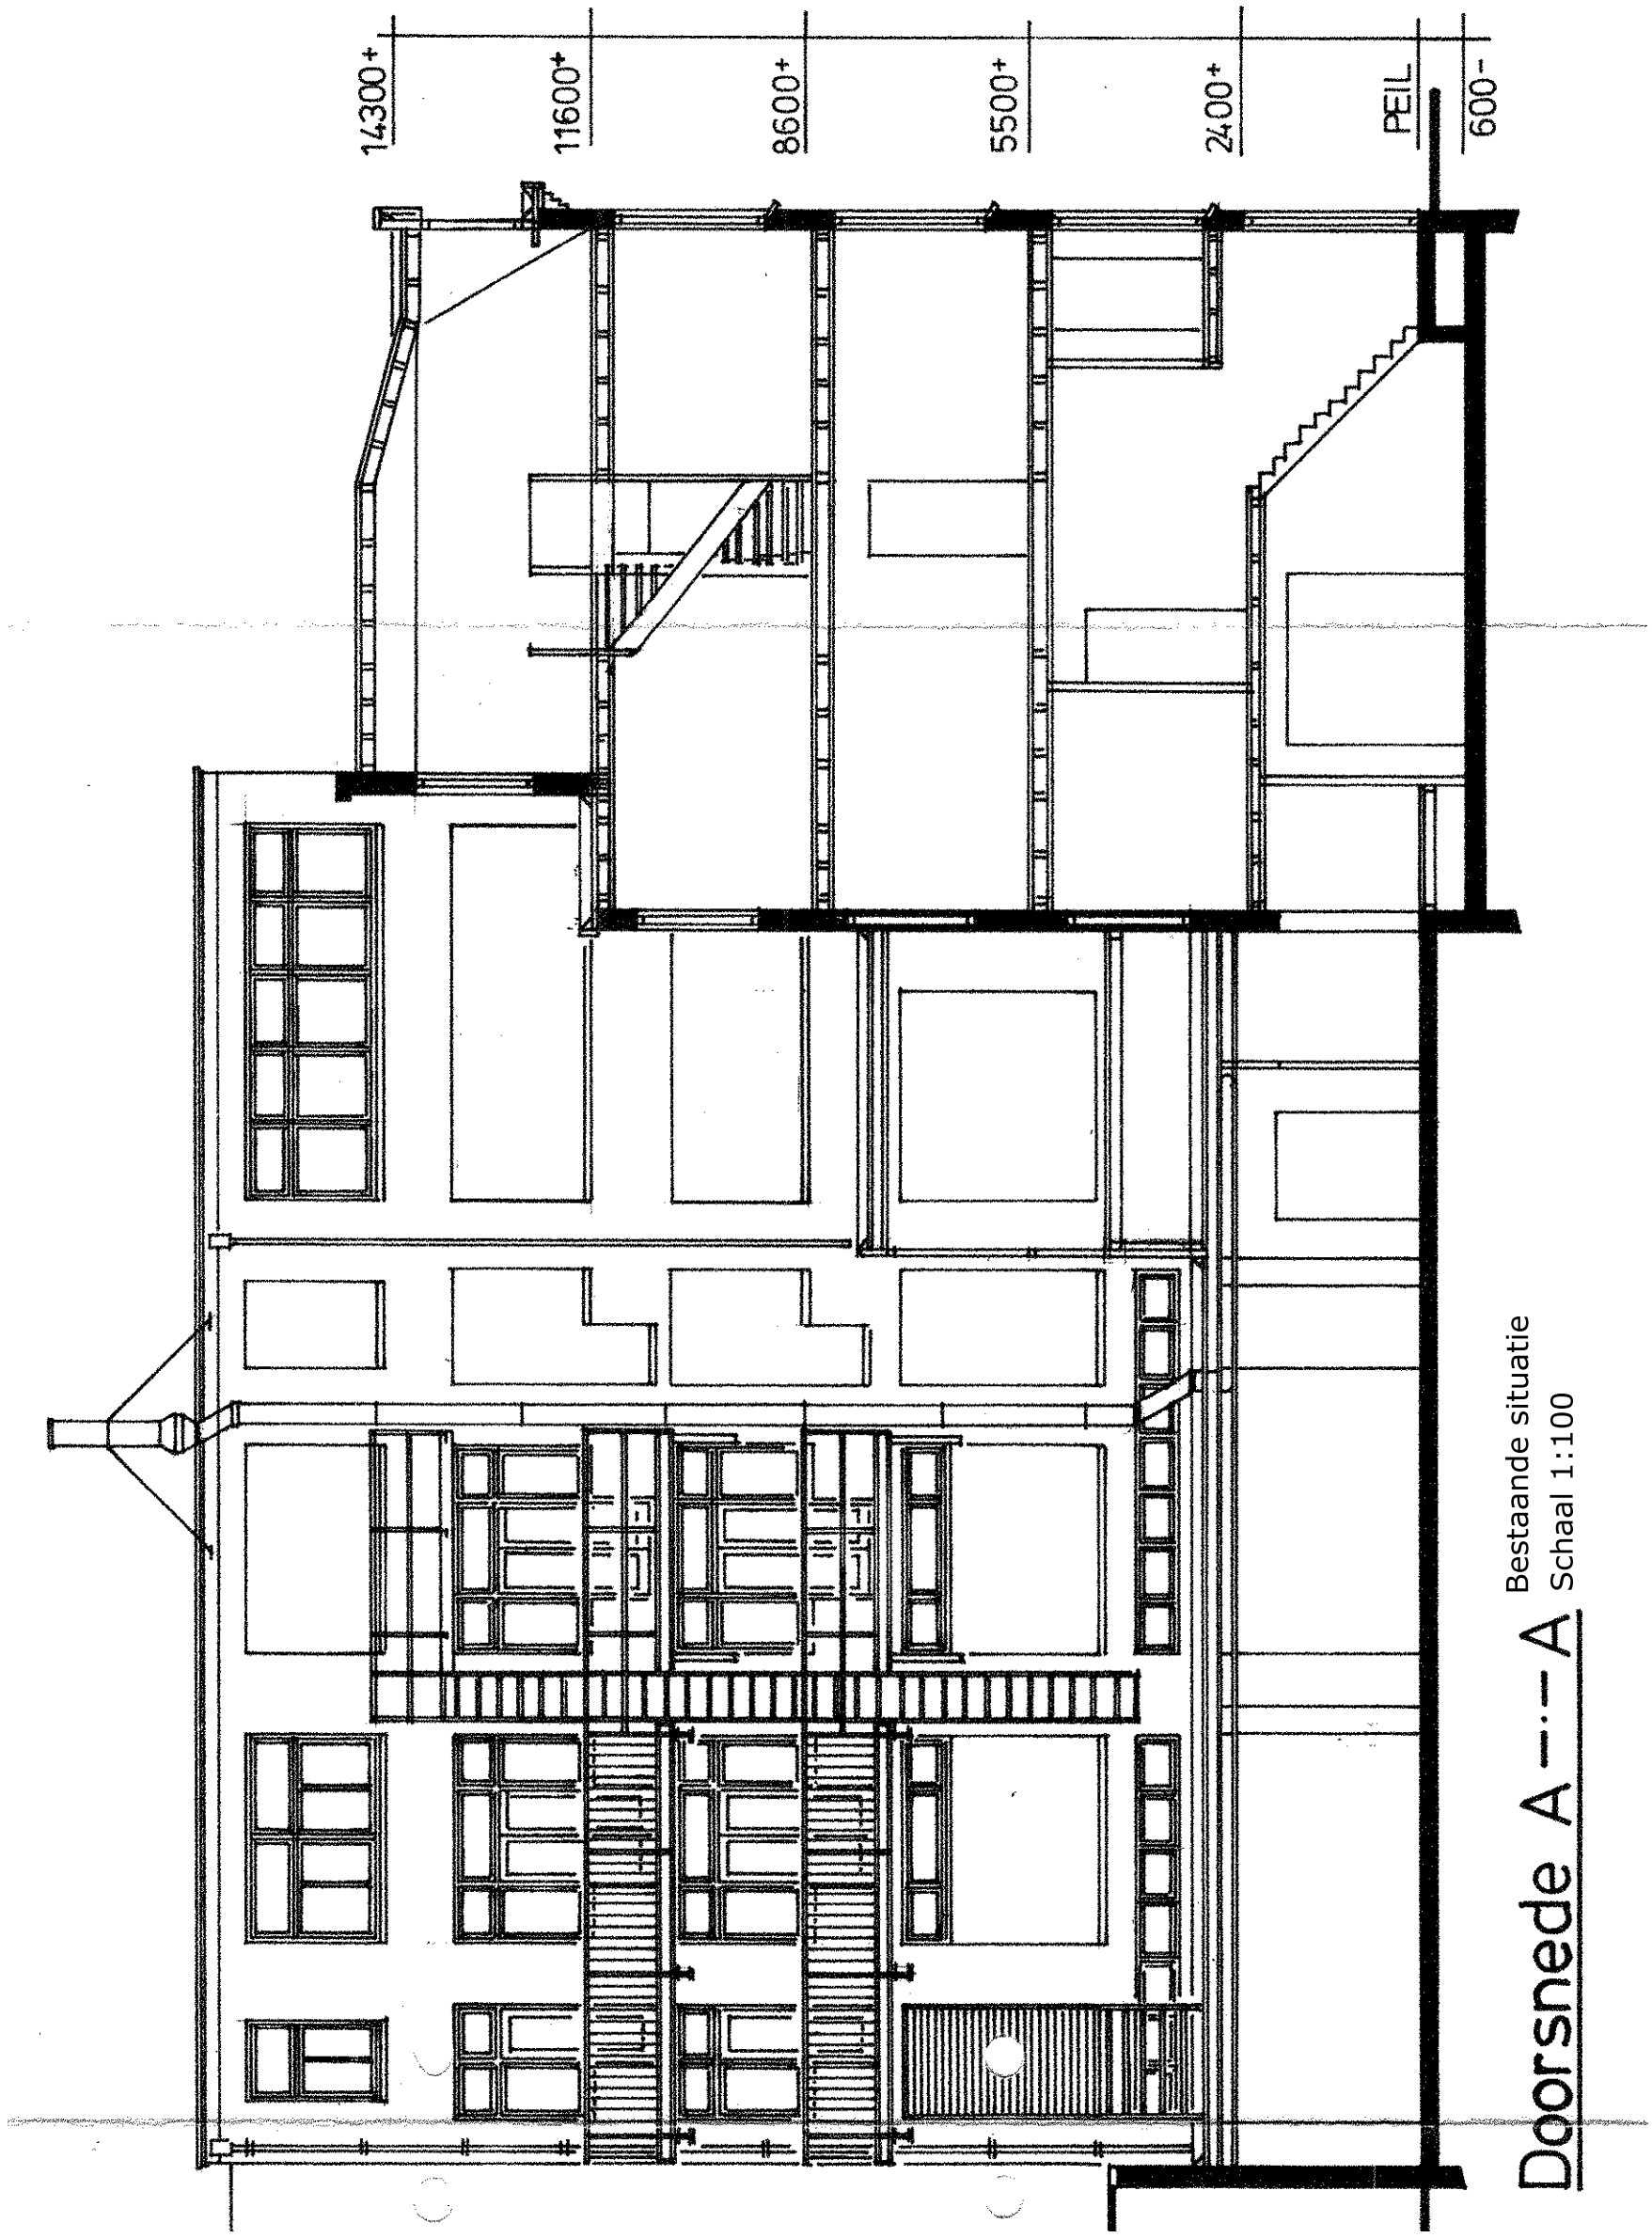 14300+
11600+
8600+
5500+
2400+
PEIL
600-
Doorsnede A-·-A
Bestaande situatie
Schaal 1:100